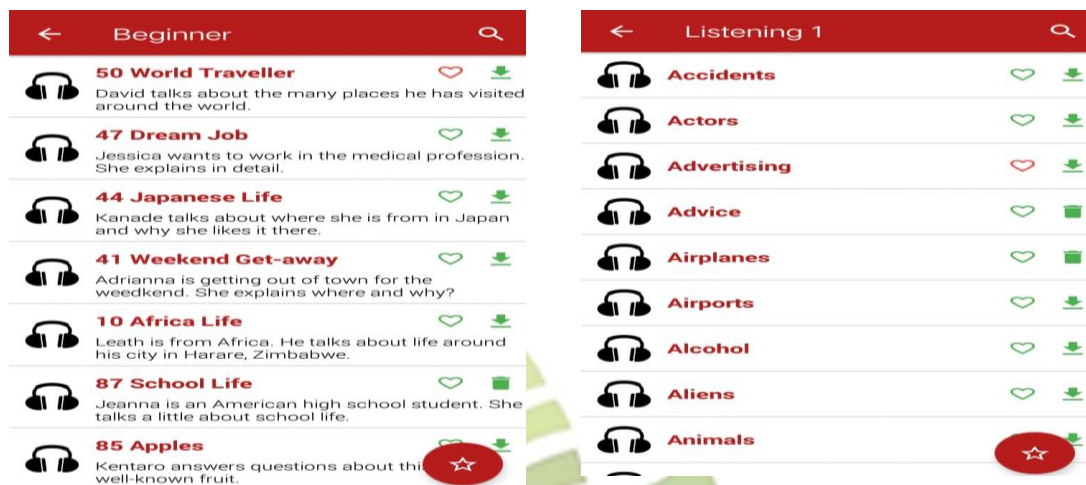 Beginner
50 World Traveller
David talks about the many places he has visited
around the world.
47 Dream Job
Jessica wants to work in the medical profession.
She explains in detail.
44 Japanese Life
Kanade talks about where she is from in Japan
and why she likes it there.
41 Weekend Get-away
Adrianna is getting out of town for the
weedkend. She explains where and why?
10 Africa Life
Leath is from Africa. He talks about life around
his city in Harare, Zimbabwe.
87 School Life
Jeanna is an American high school student. She
talks a little about school life.
85 Apples
Kentaro answers questions about
well-known fruit.
Listening 1
Accidents
Actors
Advertising
Advice
Airplanes
Airports
Alcohol
Aliens
Animals